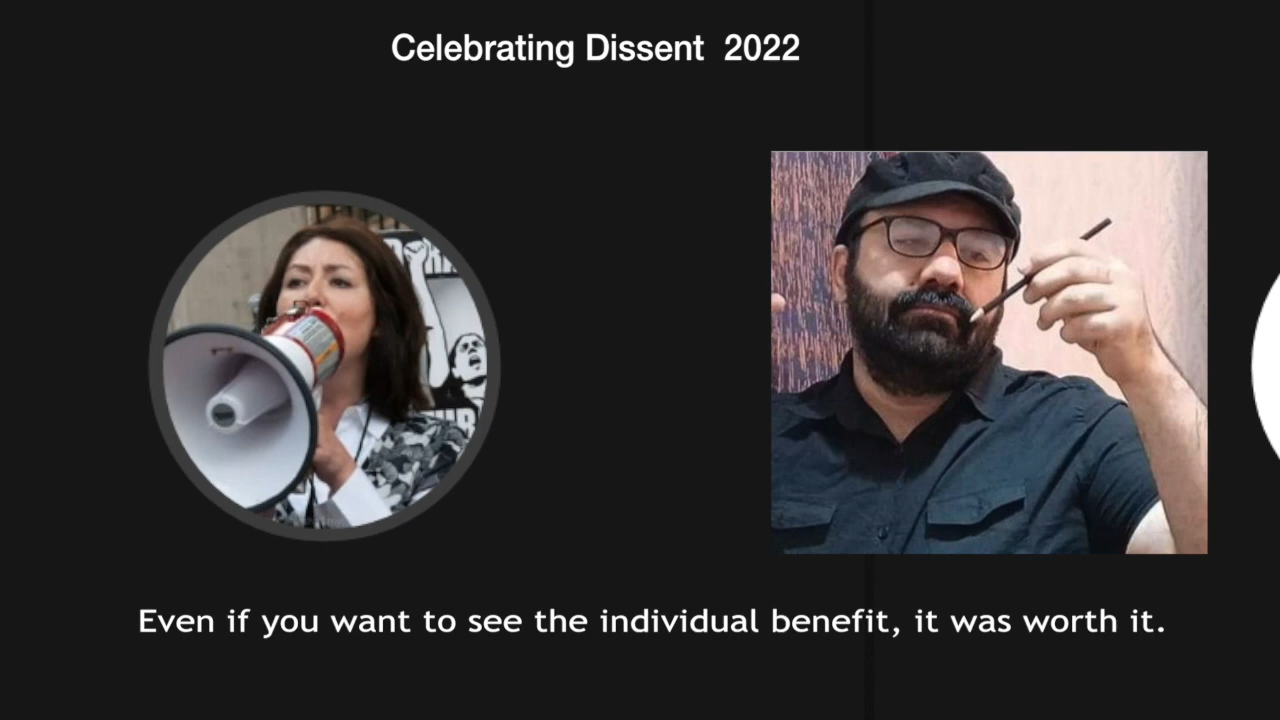 Celebrating Dissent 2022
Even if you want to see the individual benefit, it was worth it.